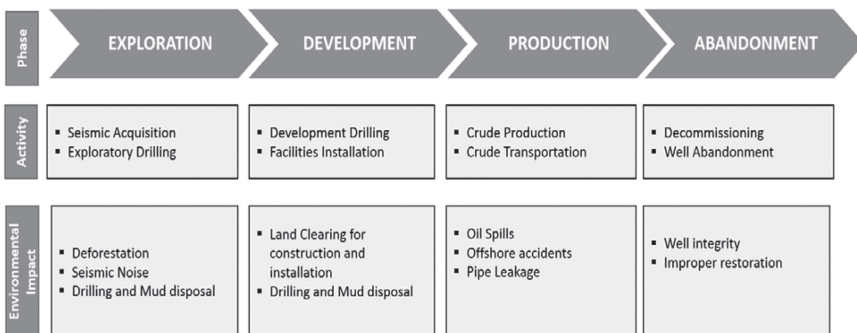 Phase
EXPLORATION
DEVELOPMENT
PRODUCTION
ABANDONMENT
Activity
▪ Seismic Acquisition
▪ Exploratory Drilling
▪ Development Drilling
▪ Facilities Installation
▪ Crude Production
▪ Crude Transportation
▪ Decommissioning
▪ Well Abandonment
Environmental
Impact
▪ Deforestation
▪ Seismic Noise
▪ Drilling and Mud disposal
▪ Land Clearing for
construction and
installation
▪ Drilling and Mud disposal
▪ Oil Spills
▪ Offshore accidents
▪ Pipe Leakage
▪ Well integrity
▪ Improper restoration